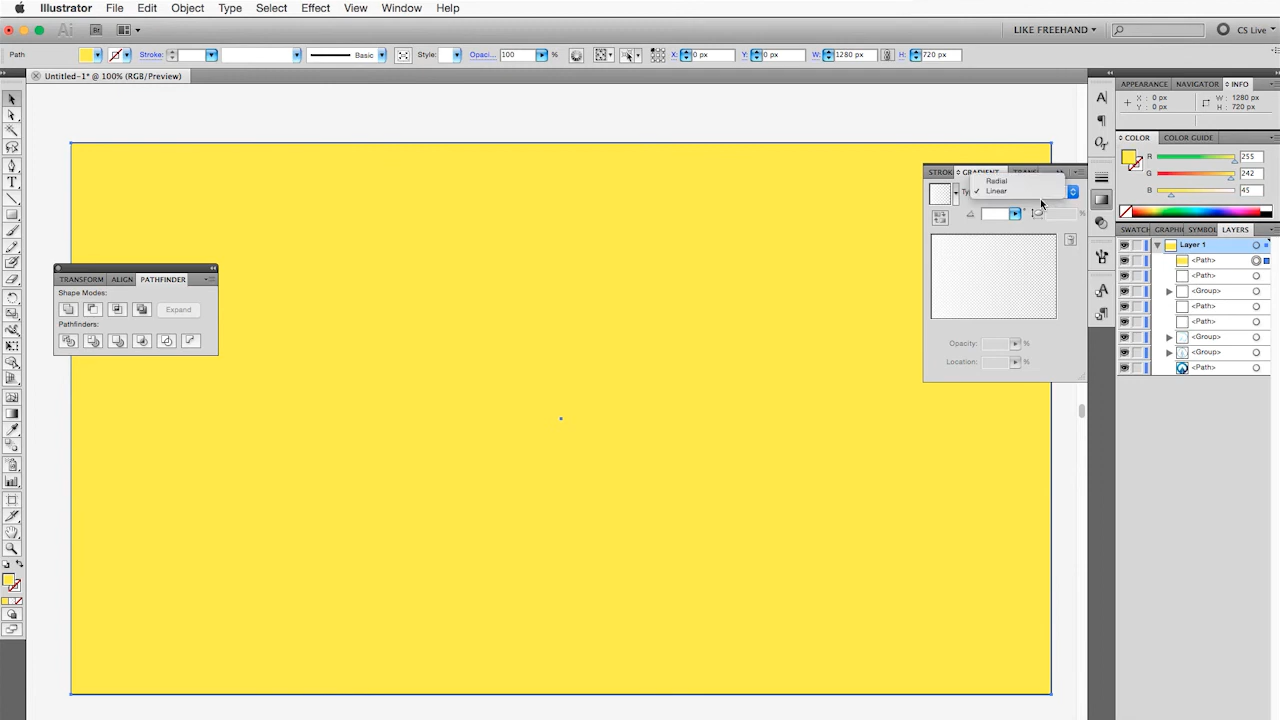 Illustrator File Edit Object Type Select Effect View Window Help
Ai Br LIKE FREEHAND CS Live
Path Stroke: Basic Style: Opaci... 100 % X: 0 px Y: 0 px W: 1280 px H: 720 px
Untitled-1* @ 100% (RGB/Preview)
APPEARANCE NAVIGATOR INFO
X: 0 px W: 1280 px
Y: 0 px H: 720 px
COLOR COLOR GUIDE
R 255
G 242
B 45
STROK GRADIENT TRANS
Radial
Linear
%
Opacity: %
Location: %
TRANSFORM ALIGN PATHFINDER
Shape Modes:
Expand
Pathfinders:
SWATCH GRAPHI SYMBOL LAYERS
Layer 1
<Path>
<Path>
<Group>
<Path>
<Path>
<Group>
<Group>
<Path>